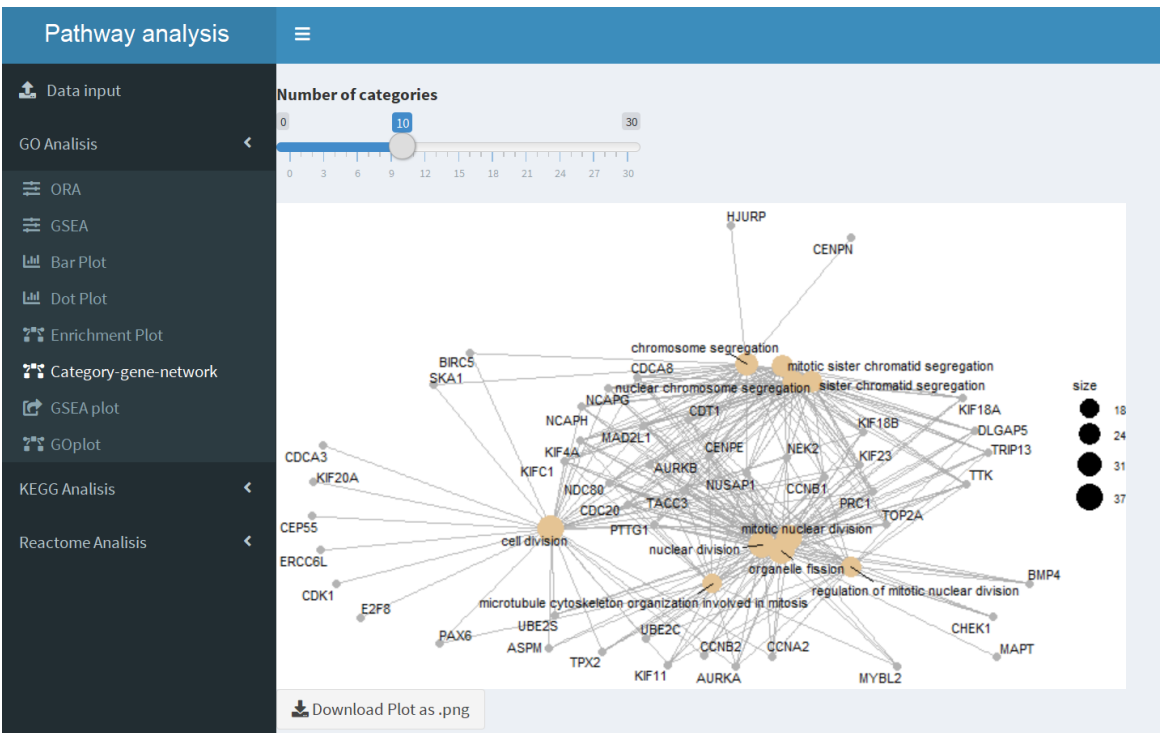 Pathway analysis
Data input
GO Analisis
ORA
GSEA
Bar Plot
Dot Plot
Enrichment Plot
Category-gene-network
GSEA plot
GOplot
KEGG Analisis
Reactome Analisis
Number of categories
0 10 30
0 3 6 9 12 15 18 21 24 27 30
HJURP
CENPN
chromosome segregation
BIRC5
CDCA8
mitotic sister chromatid segregation
SKA1
nuclear chromosome segregation
sister chromatid segregation
size
NCAPG
CDT1
KIF18A
18
NCAPH
KIF18B
DLGAP5
24
MAD2L1
CENPE
NEK2
TRIP13
CDCA3
KIF4A
KIF23
31
KIFC1
AURKB
TTK
KIF20A
NDC80
NUSAP1
CCNB1
37
TACC3
PRC1
CDC20
TOP2A
CEP55
PTTG1
mitotic nuclear division
cell division
nuclear division
ERCC6L
organelle fission
BMP4
CDK1
regulation of mitotic nuclear division
E2F8
microtubule cytoskeleton organization involved in mitosis
UBE2S
UBE2C
CHEK1
PAX6
ASPM
CCNB2
CCNA2
MAPT
TPX2
KIF11
AURKA
MYBL2
Download Plot as .png